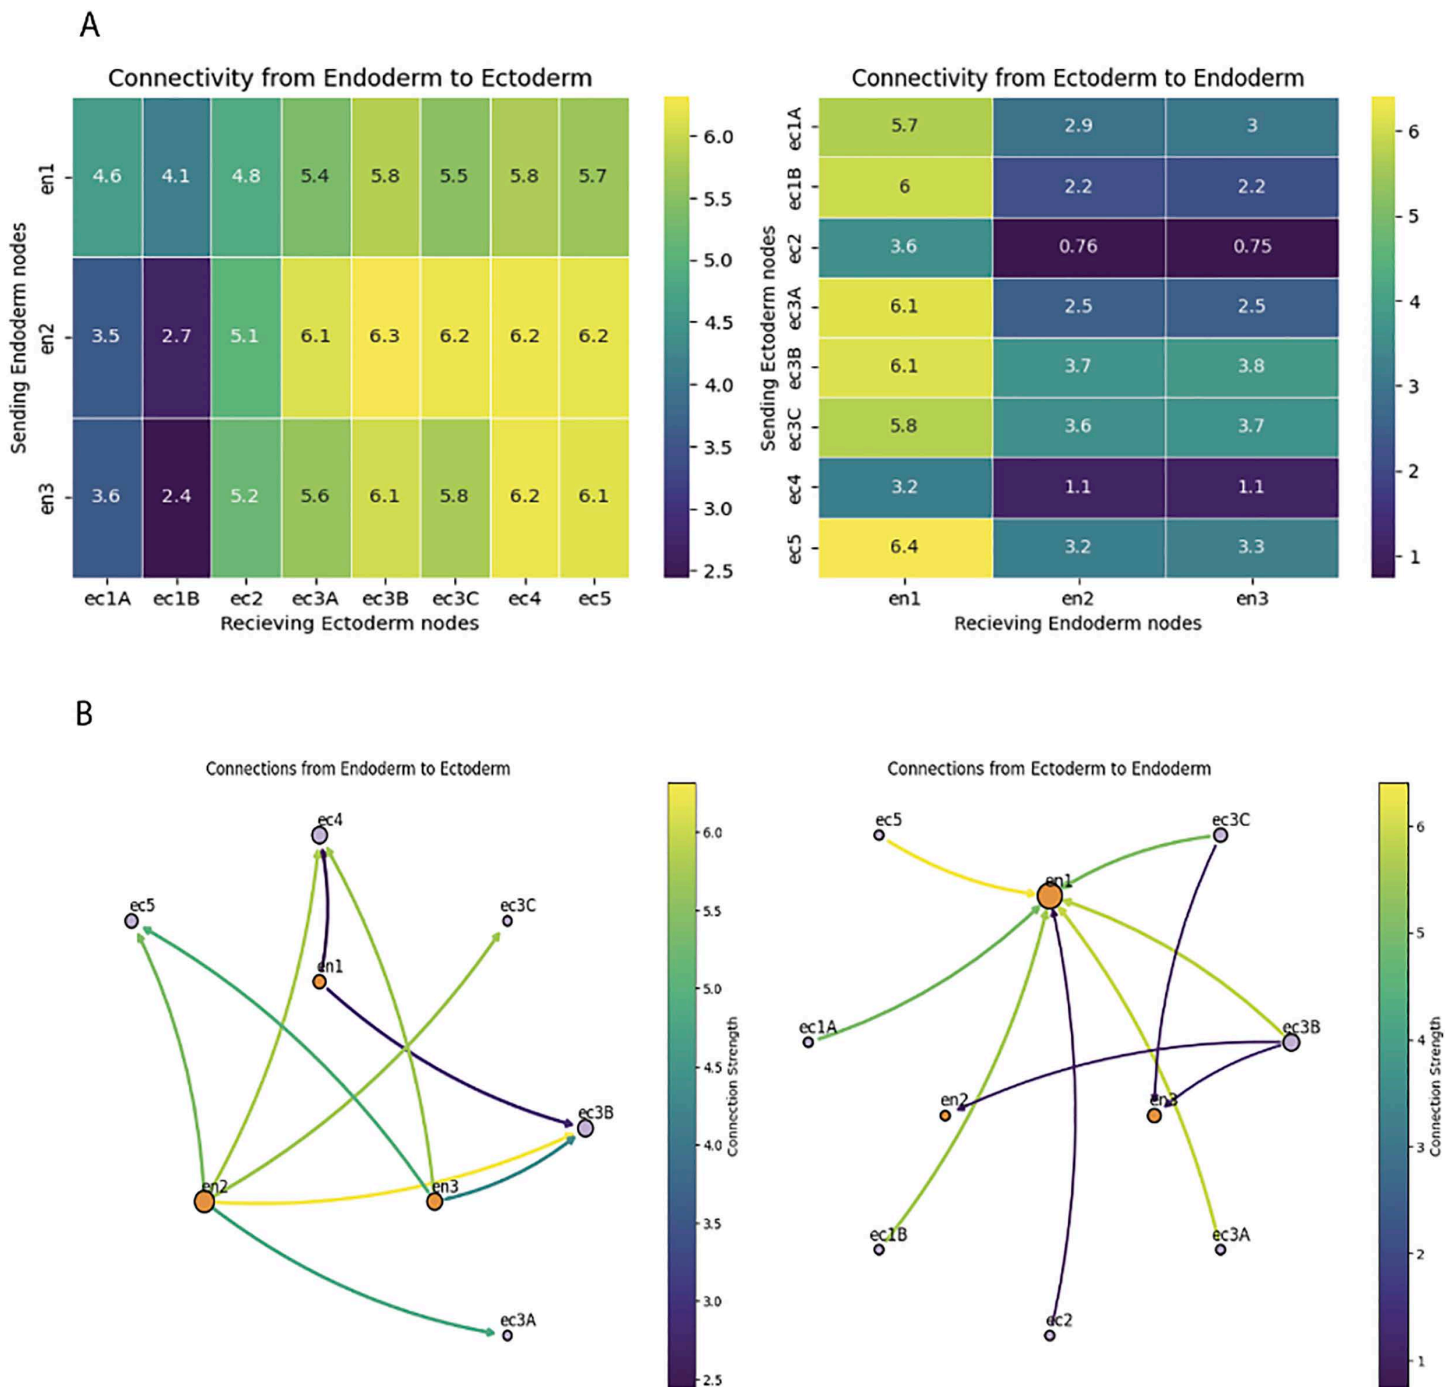 A
Connectivity from Endoderm to Ectoderm
Sending Endoderm nodes
en1
4.6 4.1 4.8 5.4 5.8 5.5 5.8 5.7
en2
3.5 2.7 5.1 6.1 6.3 6.2 6.2 6.2
en3
3.6 2.4 5.2 5.6 6.1 5.8 6.2 6.1
ec1A ec1B ec2 ec3A ec3B ec3C ec4 ec5
Recieving Ectoderm nodes
6.0
5.5
5.0
4.5
4.0
3.5
3.0
2.5
Connectivity from Ectoderm to Endoderm
Sending Ectoderm nodes
ec1A 5.7 2.9 3
ec1B 6 2.2 2.2
ec2 3.6 0.76 0.75
ec3A 6.1 2.5 2.5
ec3B 6.1 3.7 3.8
ec3C 5.8 3.6 3.7
ec4 3.2 1.1 1.1
ec5 6.4 3.2 3.3
en1 en2 en3
Recieving Endoderm nodes
6
5
4
3
2
1
B
Connections from Endoderm to Ectoderm
ec4
ec5
ec3C
en1
ec3B
en2
en3
ec3A
6.0
5.5
5.0
4.5
4.0
3.5
3.0
2.5
Connection Strength
Connections from Ectoderm to Endoderm
ec5
ec3C
en1
ec1A
ec3B
en2
en3
ec1B
ec3A
ec2
6
5
4
3
2
1
Connection Strength